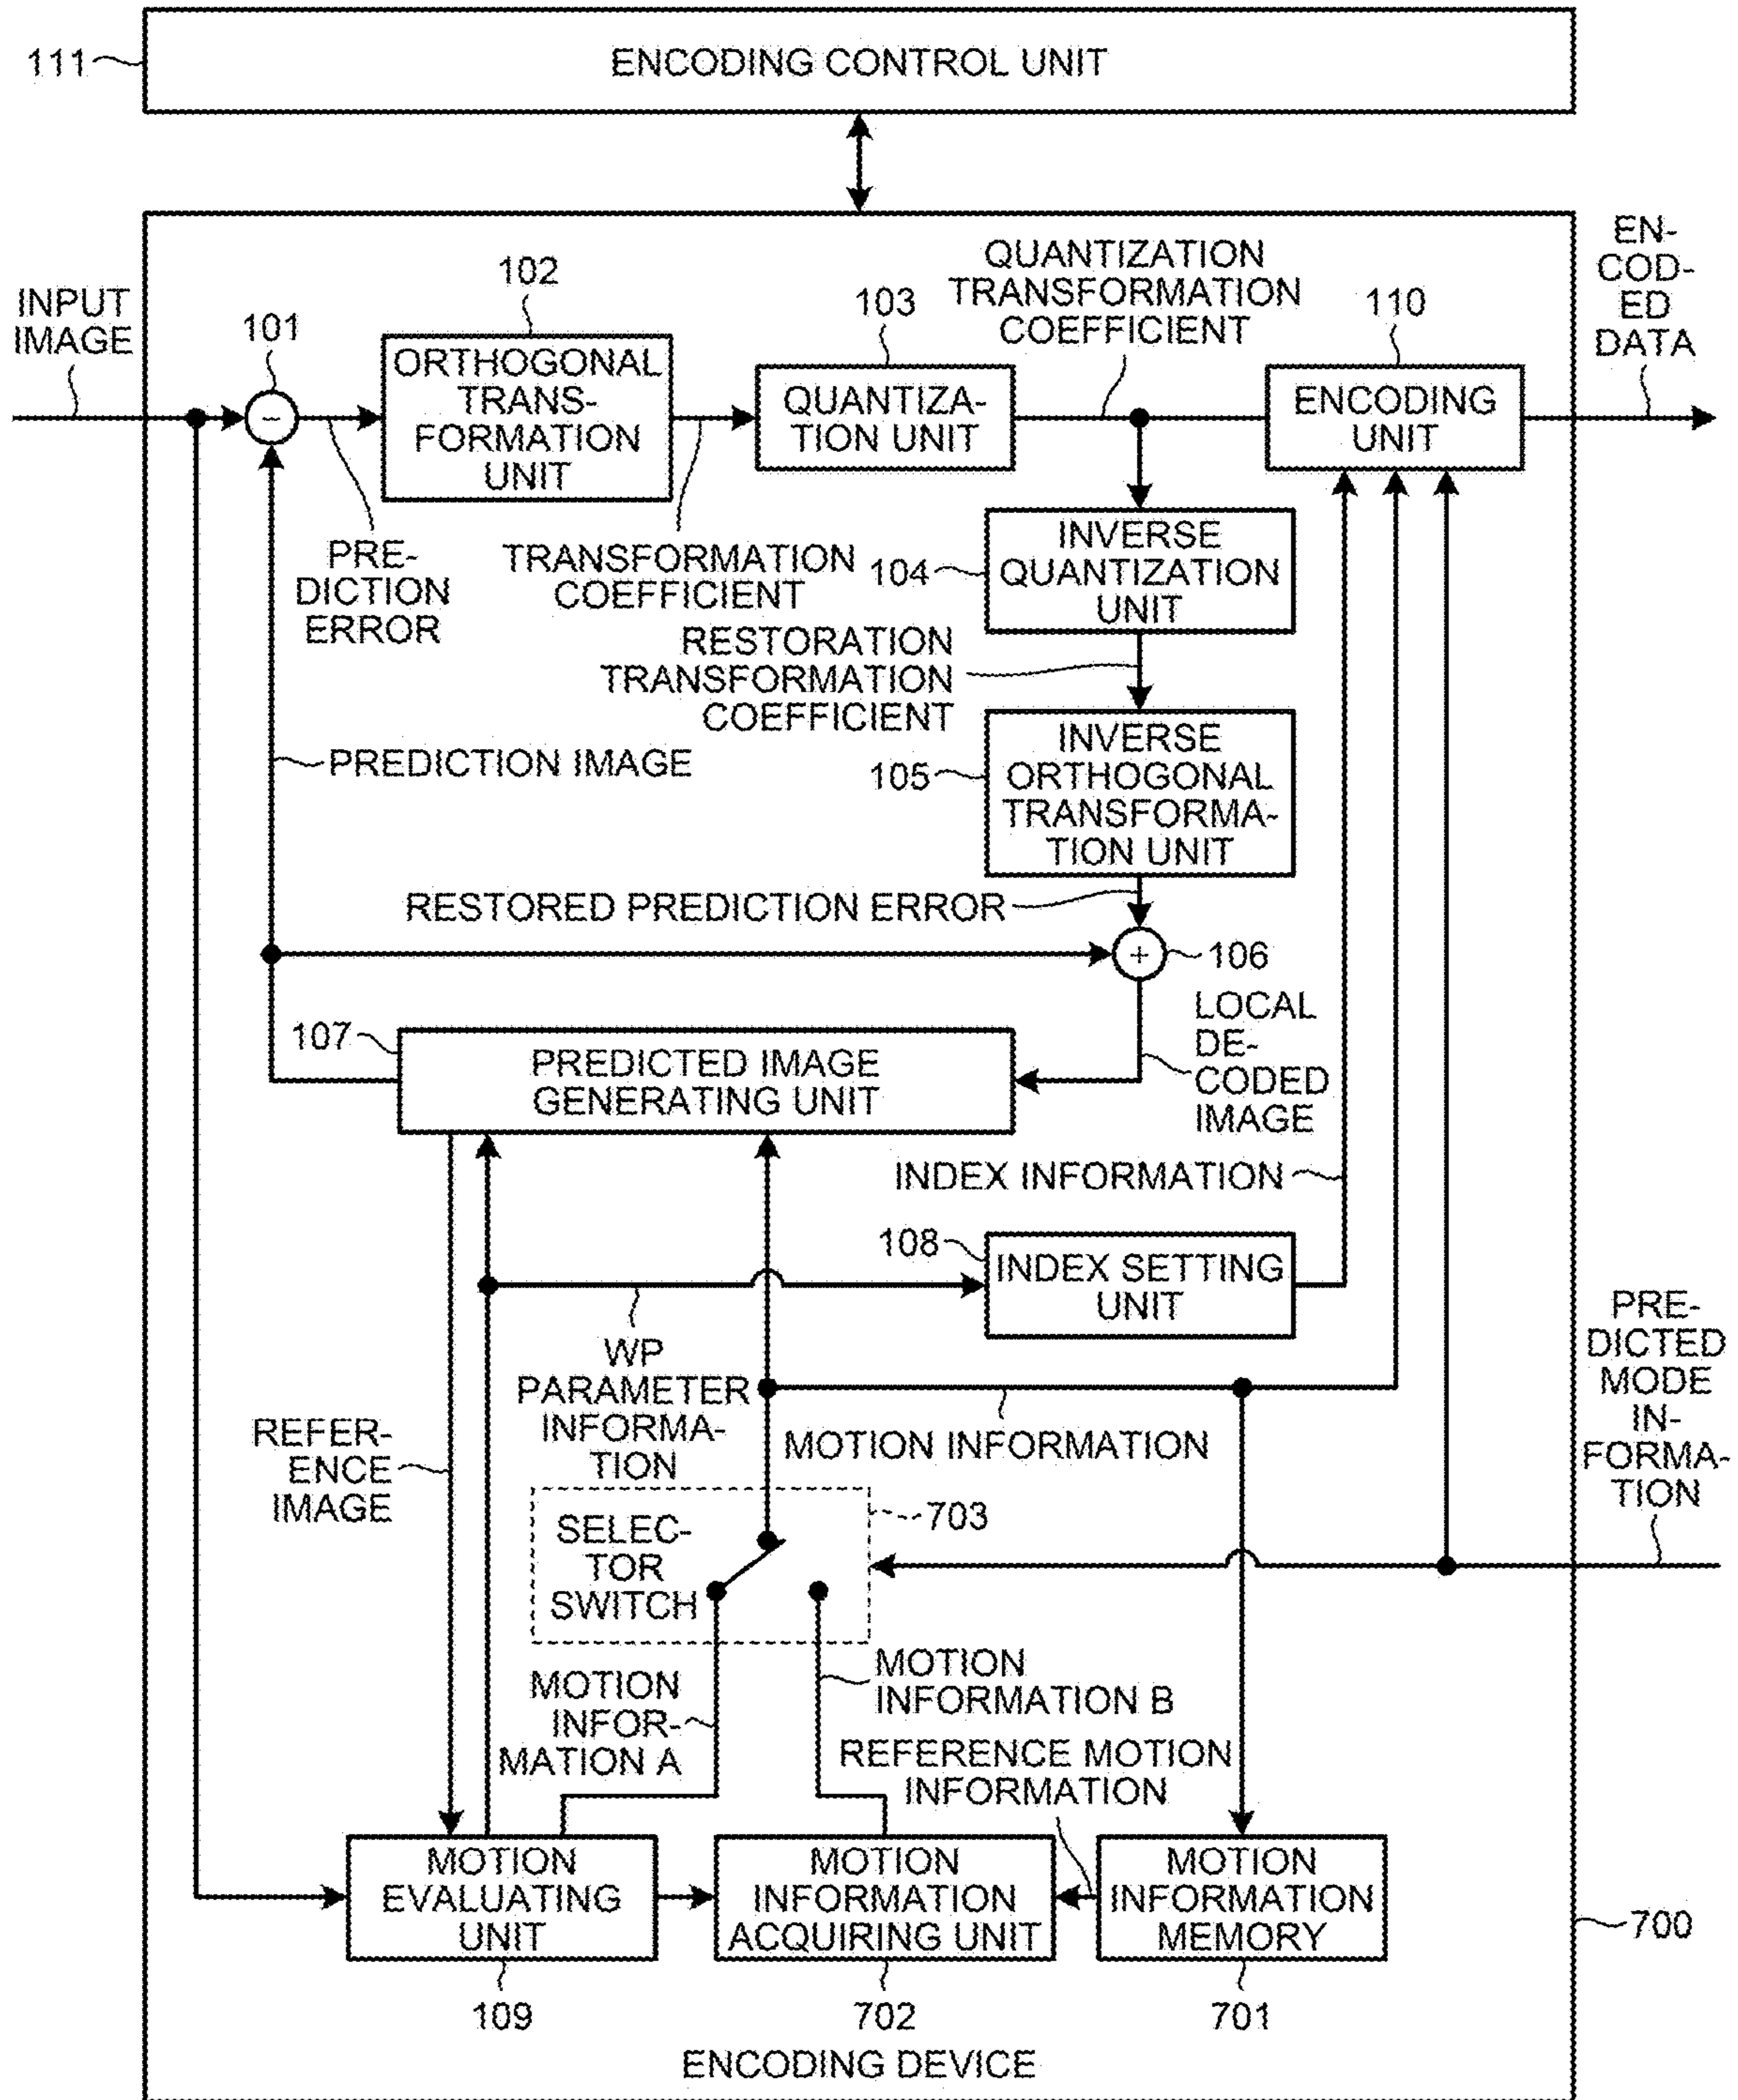 111
ENCODING CONTROL UNIT
INPUT
IMAGE
101
102
ORTHOGONAL
TRANS-
FORMATION
UNIT
103
QUANTIZA-
TION UNIT
QUANTIZATION
TRANSFORMATION
COEFFICIENT
110
ENCODING
UNIT
EN-
COD-
ED
DATA
−
PRE-
DICTION
ERROR
TRANSFORMATION
COEFFICIENT
104
INVERSE
QUANTIZATION
UNIT
RESTORATION
TRANSFORMATION
COEFFICIENT
PREDICTION IMAGE
105
INVERSE
ORTHOGONAL
TRANSFORMA-
TION UNIT
RESTORED PREDICTION ERROR
+
106
LOCAL
DE-
CODED
IMAGE
107
PREDICTED IMAGE
GENERATING UNIT
INDEX INFORMATION
108
INDEX SETTING
UNIT
WP
PARAMETER
INFORMA-
TION
MOTION INFORMATION
PRE-
DICTED
MODE
IN-
FORMA-
TION
REFER-
ENCE
IMAGE
SELEC-
TOR
SWITCH
703
MOTION
INFOR-
MATION A
MOTION
INFORMATION B
REFERENCE MOTION
INFORMATION
MOTION
EVALUATING
UNIT
MOTION
INFORMATION
ACQUIRING UNIT
MOTION
INFORMATION
MEMORY
700
109
702
701
ENCODING DEVICE